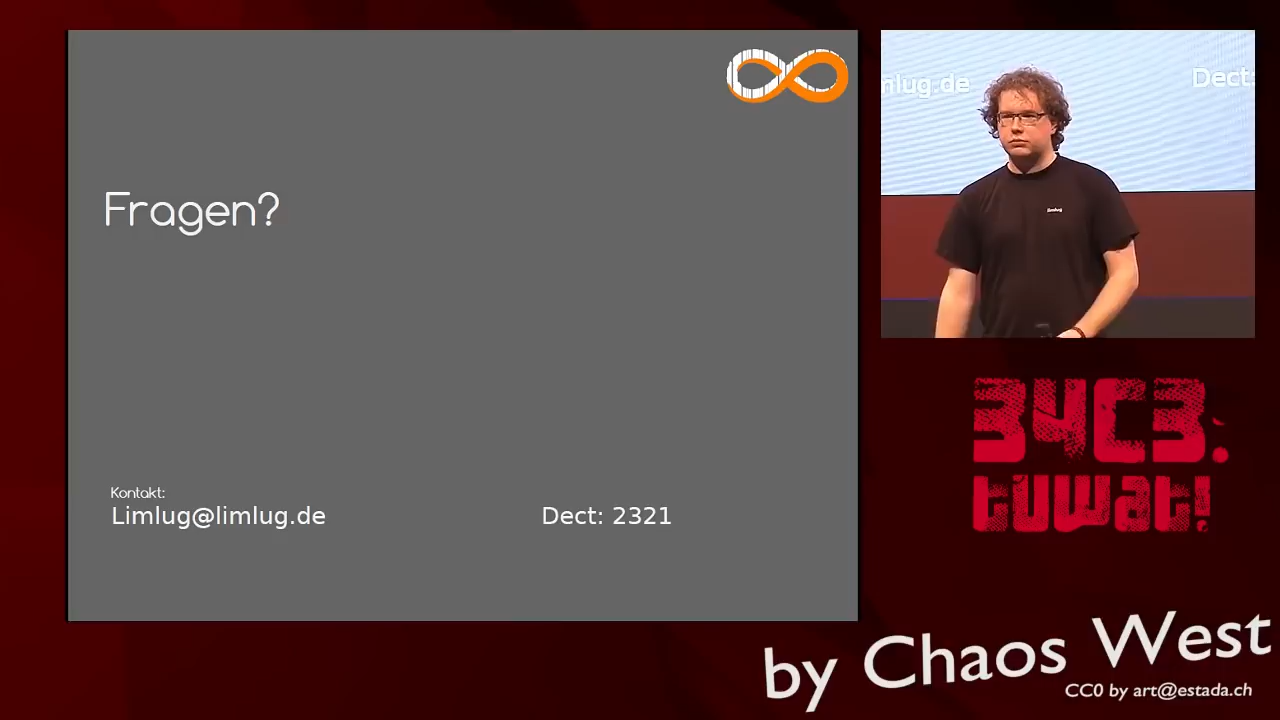 Fragen?
Kontakt:
Limlug@limlug.de
Dect: 2321
mlug.de
Dect:
limlug
34C3.
tuwat!
by Chaos West
CC0 by art@estada.ch